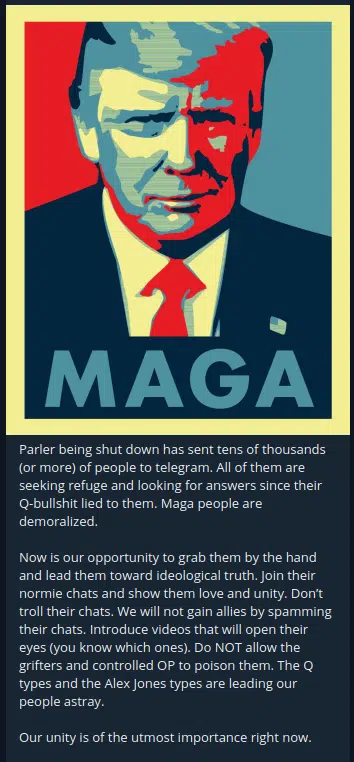 MAGA
Parler being shut down has sent tens of thousands
(or more) of people to telegram. All of them are
seeking refuge and looking for answers since their
Q-bullshit lied to them. Maga people are
demoralized.
Now is our opportunity to grab them by the hand
and lead them toward ideological truth. Join their
normie chats and show them love and unity. Don't
troll their chats. We will not gain allies by spamming
their chats. Introduce videos that will open their
eyes (you know which ones). Do NOT allow the
grifters and controlled OP to poison them. The Q
types and the Alex Jones types are leading our
people astray.
Our unity is of the utmost importance right now.